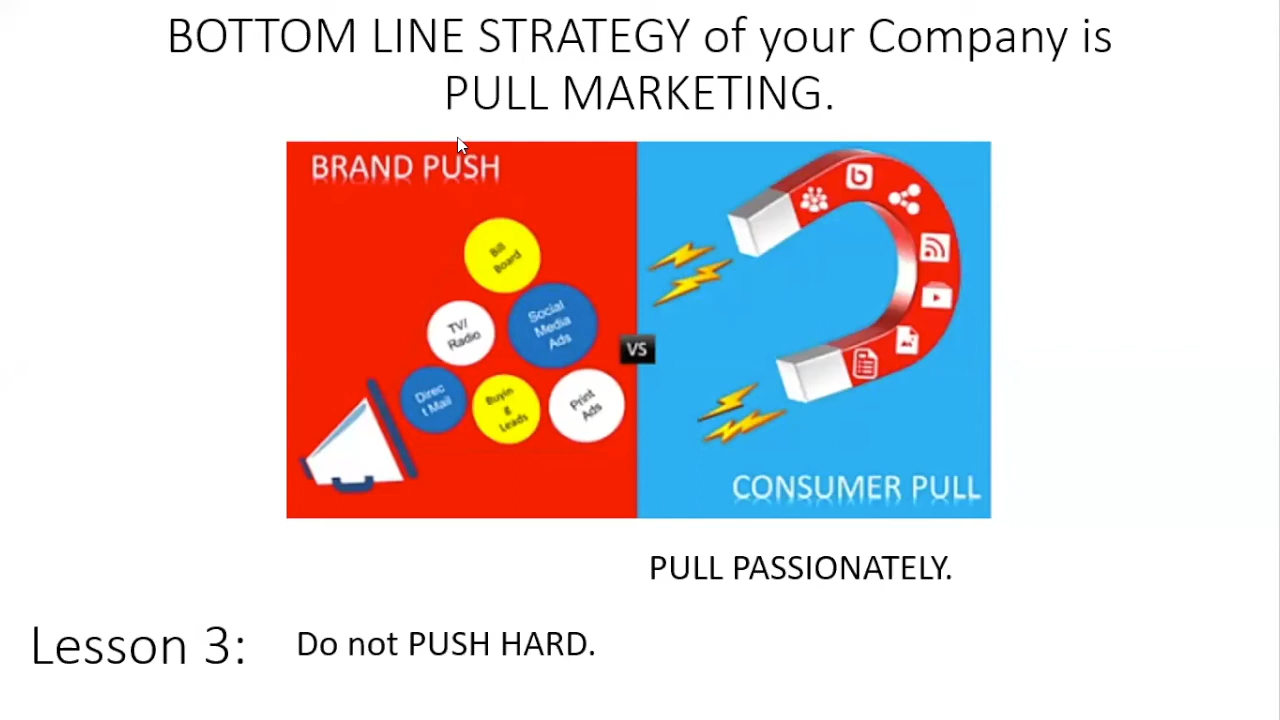 BOTTOM LINE STRATEGY of your Company is
PULL MARKETING.
BRAND PUSH
Bill
Board
TV/
Radio
Social
Media
Ads
Direc
t Mail
Buyin
g
Leads
Print
Ads
VS
CONSUMER PULL
PULL PASSIONATELY.
Lesson 3:
Do not PUSH HARD.